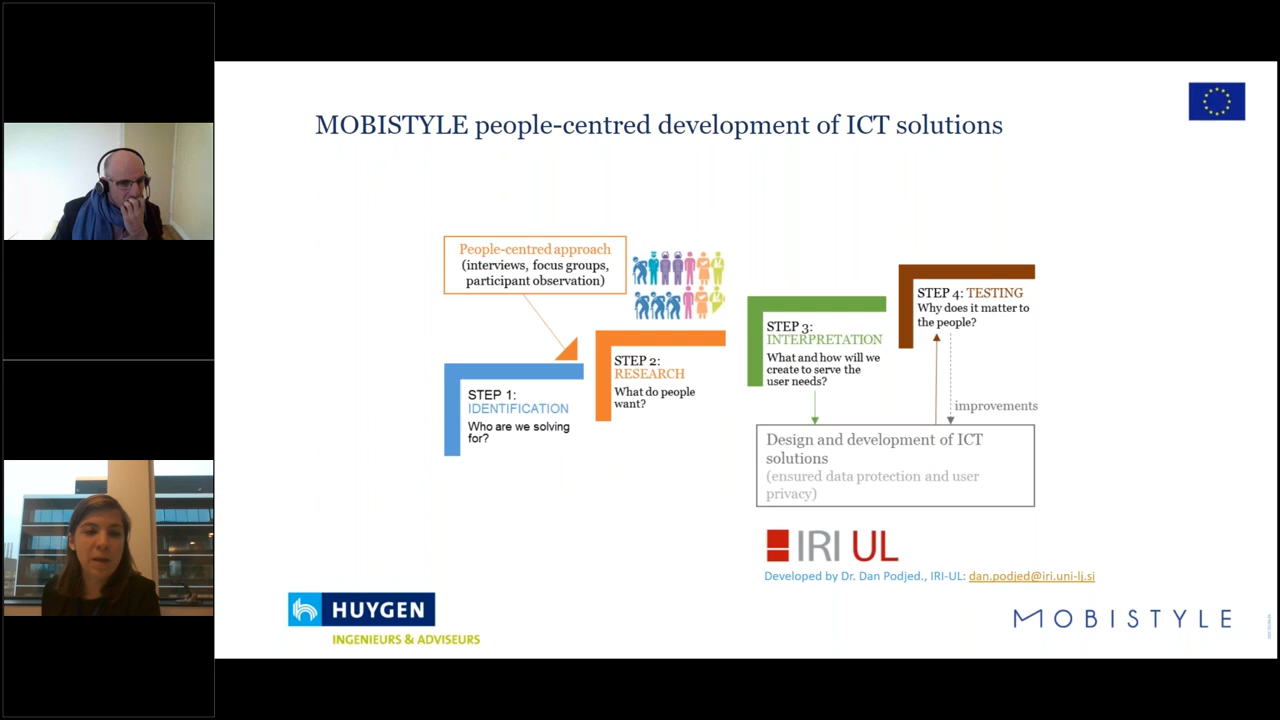 MOBISTYLE people-centred development of ICT solutions
People-centred approach
(interviews, focus groups,
participant observation)
STEP 1:
IDENTIFICATION
Who are we solving
for?
STEP 2:
RESEARCH
What do people
want?
STEP 3:
INTERPRETATION
What and how will we
create to serve the
user needs?
STEP 4: TESTING
Why does it matter to
the people?
improvements
Design and development of ICT
solutions
(ensured data protection and user
privacy)
IRI UL
Developed by Dr. Dan Podjed., IRI-UL: dan.podjed@iri.uni-lj.si
HUYGEN
INGENIEURS & ADVISEURS
MOBISTYLE